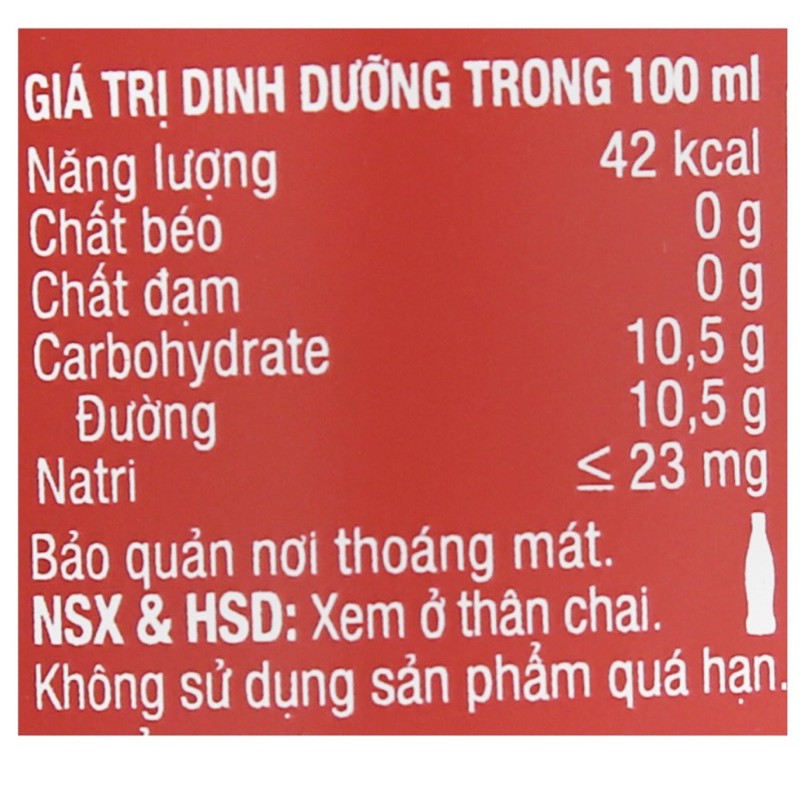 GIÁ TRỊ DINH DƯỠNG TRONG 100 ml
Năng lượng 42 kcal
Chất béo 0 g
Chất đạm 0 g
Carbohydrate 10,5 g
Đường 10,5 g
Natri ≤ 23 mg
Bảo quản nơi thoáng mát.
NSX & HSD: Xem ở thân chai.
Không sử dụng sản phẩm quá hạn.